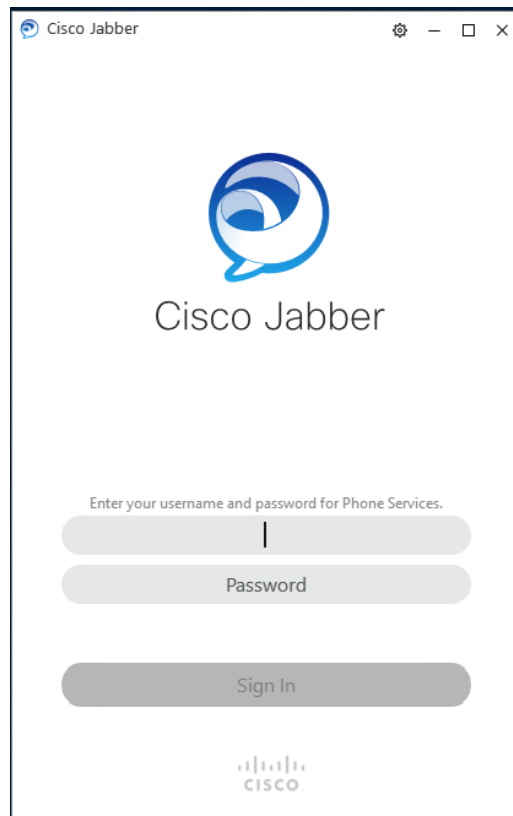 Cisco Jabber
Cisco Jabber
Enter your username and password for Phone Services.
Password
Sign In
CISCO